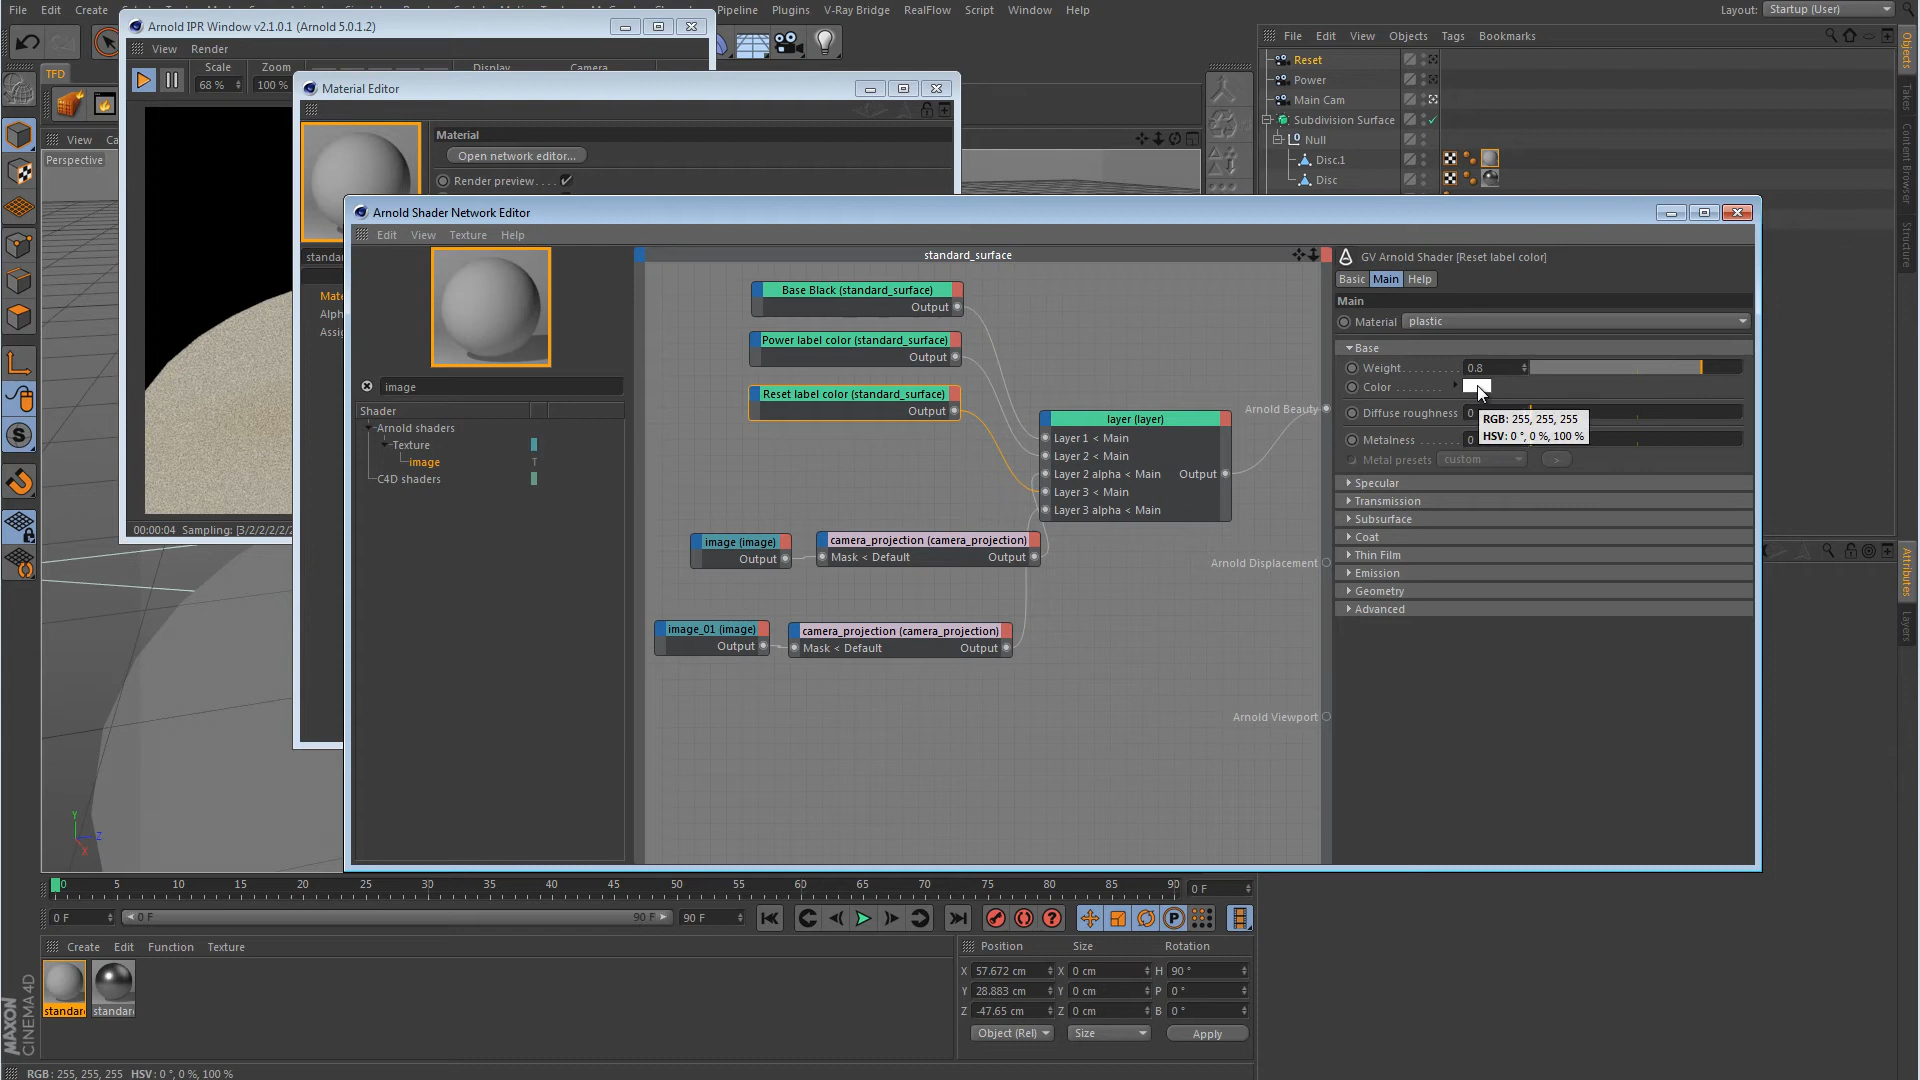 File Edit Create Pipeline Plugins V-Ray Bridge RealFlow Script Window Help Layout: Startup (User)
Arnold IPR Window v2.1.0.1 (Arnold 5.0.1.2)
View Render
Scale Zoom Display Camera
68 % 100 %
TFD
View
Perspective
00:00:04 Sampling: [3/2/2/2/2
Material Editor
Material
Open network editor...
Render preview . . . .
File Edit View Objects Tags Bookmarks
Reset
Power
Main Cam
Subdivision Surface
Null
Disc.1
Disc
Objects
Takes
Content Browser
Structure
Attributes
Layers
Arnold Shader Network Editor
Edit View Texture Help
image
Shader
Arnold shaders
Texture
image T
C4D shaders
standard_surface
Base Black (standard_surface)
Output
Power label color (standard_surface)
Output
Reset label color (standard_surface)
Output
layer (layer)
Layer 1 < Main
Layer 2 < Main
Layer 2 alpha < Main Output
Layer 3 < Main
Layer 3 alpha < Main
image (image)
Output
camera_projection (camera_projection)
Mask < Default Output
image_01 (image)
Output
camera_projection (camera_projection)
Mask < Default Output
Arnold Beauty
Arnold Displacement
Arnold Viewport
GV Arnold Shader [Reset label color]
Basic Main Help
Main
Material plastic
Base
Weight . . . . . . . . . . 0.8
Color . . . . . . . .
Diffuse roughness 0
Metalness . . . . . . . 0
Metal presets custom >
RGB: 255, 255, 255
HSV: 0 °, 0 %, 100 %
Specular
Transmission
Subsurface
Coat
Thin Film
Emission
Geometry
Advanced
0 5 10 15 20 25 30 35 40 45 50 55 60 65 70 75 80 85 90 0 F
0 F 0 F 90 F 90 F
Create Edit Function Texture
standar standar
Position Size Rotation
X 57.672 cm X 0 cm H 90 °
Y 28.883 cm Y 0 cm P 0 °
Z -47.65 cm Z 0 cm B 0 °
Object (Rel) Size Apply
MAXON
CINEMA 4D
Y
Z
X
RGB: 255, 255, 255 HSV: 0 °, 0 %, 100 %